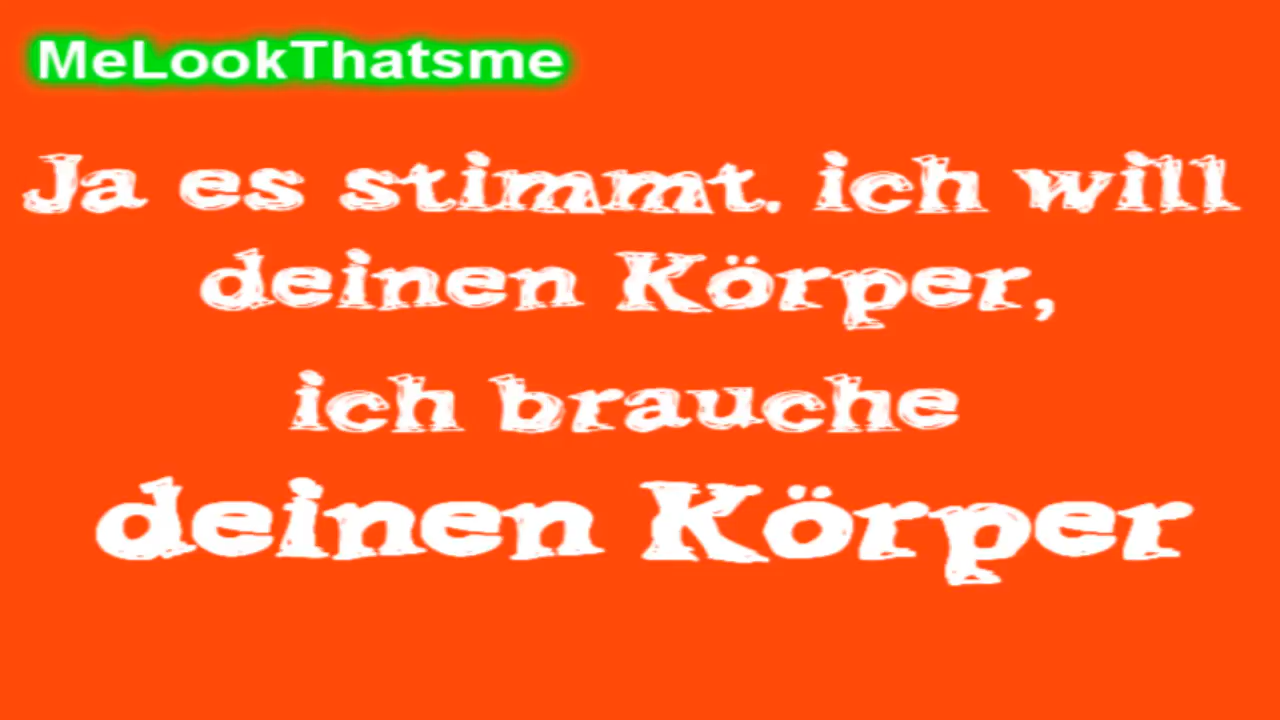 MeLookThatsme
Ja es stimmt. ich will
deinen Körper,
ich brauche
deinen Körper